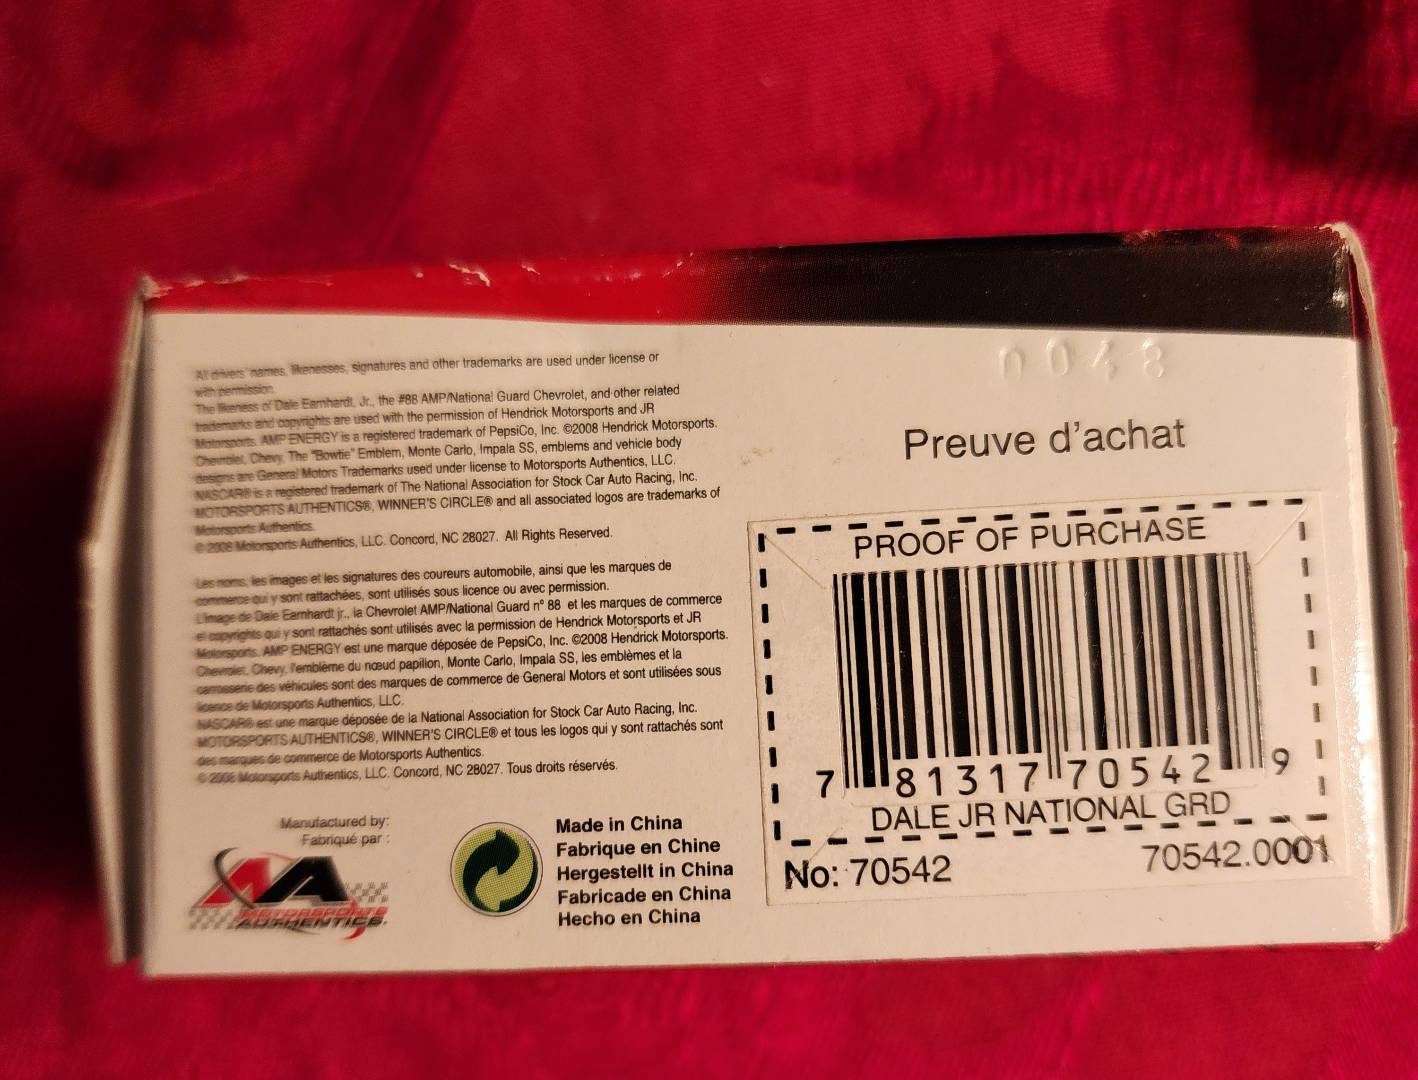 All drivers' names, likenesses, signatures and other trademarks are used under license or
with permission.
The likeness of Dale Earnhardt, Jr., the #88 AMP/National Guard Chevrolet, and other related
trademarks and copyrights are used with the permission of Hendrick Motorsports and JR
Motorsports. AMP ENERGY is a registered trademark of PepsiCo, Inc. ©2008 Hendrick Motorsports.
Chevrolet, Chevy, The "Bowtie" Emblem, Monte Carlo, Impala SS, emblems and vehicle body
designs are General Motors Trademarks used under license to Motorsports Authentics, LLC.
NASCAR® is a registered trademark of The National Association for Stock Car Auto Racing, Inc.
MOTORSPORTS AUTHENTICS®, WINNER'S CIRCLE® and all associated logos are trademarks of
Motorsports Authentics.
© 2008 Motorsports Authentics, LLC. Concord, NC 28027. All Rights Reserved.
Les noms, les images et les signatures des coureurs automobile, ainsi que les marques de
commerce qui y sont rattachées, sont utilisés sous licence ou avec permission.
L'image de Dale Earnhardt jr., la Chevrolet AMP/National Guard n° 88 et les marques de commerce
et copyrights qui y sont rattachés sont utilisés avec la permission de Hendrick Motorsports et JR
Motorsports. AMP ENERGY est une marque déposée de PepsiCo, Inc. ©2008 Hendrick Motorsports.
Chevrolet, Chevy, l'emblème du nœud papillon, Monte Carlo, Impala SS, les emblèmes et la
carrosserie des véhicules sont des marques de commerce de General Motors et sont utilisées sous
licence de Motorsports Authentics, LLC.
NASCAR® est une marque déposée de la National Association for Stock Car Auto Racing, Inc.
MOTORSPORTS AUTHENTICS®, WINNER'S CIRCLE® et tous les logos qui y sont rattachés sont
des marques de commerce de Motorsports Authentics.
© 2008 Motorsports Authentics, LLC. Concord, NC 28027. Tous droits réservés.
Manufactured by:
Fabriqué par :
MA
MOTORSPORTS
AUTHENTICS.
Made in China
Fabrique en Chine
Hergestellt in China
Fabricade en China
Hecho en China
0048
Preuve d'achat
PROOF OF PURCHASE
7 81317 70542 9
DALE JR NATIONAL GRD
No: 70542
70542.0001